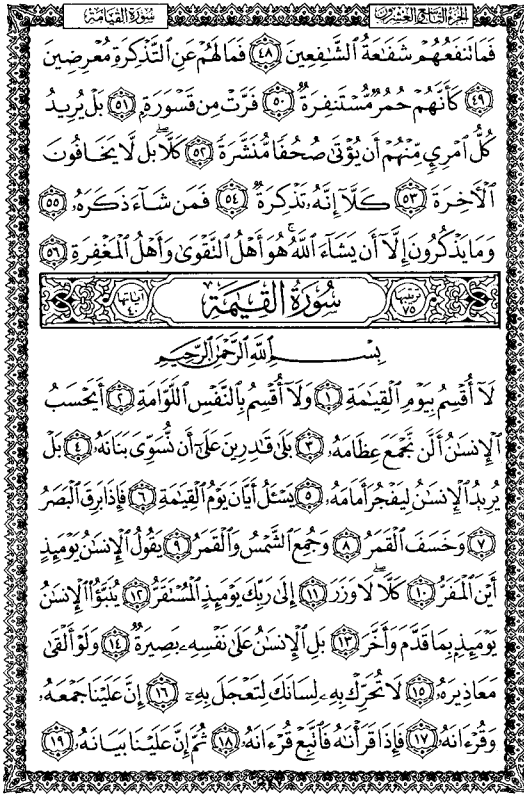 سورة القيامة الجزء التاسع والعشرون
فَمَا تَنفَعُهُمْ شَفَٰعَةُ ٱلشَّٰفِعِينَ ٤٨ فَمَا لَهُمْ عَنِ ٱلتَّذْكِرَةِ مُعْرِضِينَ
٤٩ كَأَنَّهُمْ حُمُرٌ مُّسْتَنفِرَةٌ ٥٠ فَرَّتْ مِن قَسْوَرَةٍۭ ٥١ بَلْ يُرِيدُ
كُلُّ ٱمْرِئٍ مِّنْهُمْ أَن يُؤْتَىٰ صُحُفًا مُّنَشَّرَةً ٥٢ كَلَّا ۖ بَل لَّا يَخَافُونَ
ٱلْأَخِرَةَ ٥٣ كَلَّآ إِنَّهُۥ تَذْكِرَةٌ ٥٤ فَمَن شَآءَ ذَكَرَهُۥ ٥٥
وَمَا يَذْكُرُونَ إِلَّآ أَن يَشَآءَ ٱللَّهُ ۚ هُوَ أَهْلُ ٱلتَّقْوَىٰ وَأَهْلُ ٱلْمَغْفِرَةِ ٥٦
ترتيبها ٧٥ سُورَةُ القِيَٰمَةِ آياتها ٤٠
بِسْمِ ٱللَّهِ ٱلرَّحْمَٰنِ ٱلرَّحِيمِ
لَآ أُقْسِمُ بِيَوْمِ ٱلْقِيَٰمَةِ ١ وَلَآ أُقْسِمُ بِٱلنَّفْسِ ٱللَّوَّامَةِ ٢ أَيَحْسَبُ
ٱلْإِنسَٰنُ أَلَّن نَّجْمَعَ عِظَامَهُۥ ٣ بَلَىٰ قَٰدِرِينَ عَلَىٰٓ أَن نُّسَوِّىَ بَنَانَهُۥ ٤ بَلْ
يُرِيدُ ٱلْإِنسَٰنُ لِيَفْجُرَ أَمَامَهُۥ ٥ يَسْـَٔلُ أَيَّانَ يَوْمُ ٱلْقِيَٰمَةِ ٦ فَإِذَا بَرِقَ ٱلْبَصَرُ
٧ وَخَسَفَ ٱلْقَمَرُ ٨ وَجُمِعَ ٱلشَّمْسُ وَٱلْقَمَرُ ٩ يَقُولُ ٱلْإِنسَٰنُ يَوْمَئِذٍ
أَيْنَ ٱلْمَفَرُّ ١٠ كَلَّا لَا وَزَرَ ١١ إِلَىٰ رَبِّكَ يَوْمَئِذٍ ٱلْمُسْتَقَرُّ ١٢ يُنَبَّؤُا۟ ٱلْإِنسَٰنُ
يَوْمَئِذٍۭ بِمَا قَدَّمَ وَأَخَّرَ ١٣ بَلِ ٱلْإِنسَٰنُ عَلَىٰ نَفْسِهِۦ بَصِيرَةٌ ١٤ وَلَوْ أَلْقَىٰ
مَعَاذِيرَهُۥ ١٥ لَا تُحَرِّكْ بِهِۦ لِسَانَكَ لِتَعْجَلَ بِهِۦٓ ١٦ إِنَّ عَلَيْنَا جَمْعَهُۥ
وَقُرْءَانَهُۥ ١٧ فَإِذَا قَرَأْنَٰهُ فَٱتَّبِعْ قُرْءَانَهُۥ ١٨ ثُمَّ إِنَّ عَلَيْنَا بَيَانَهُۥ ١٩